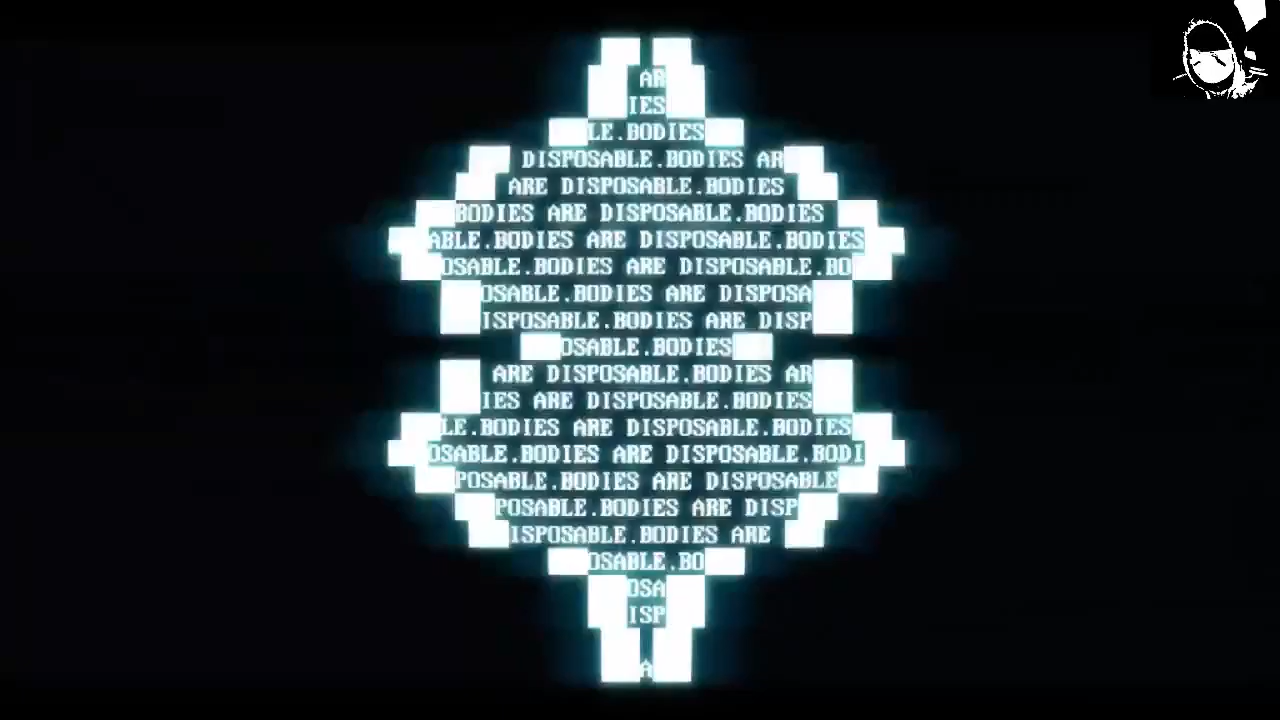 AR
IES
LE.BODIES
DISPOSABLE.BODIES AR
ARE DISPOSABLE.BODIES
BODIES ARE DISPOSABLE.BODIES
ABLE.BODIES ARE DISPOSABLE.BODIES
OSABLE.BODIES ARE DISPOSABLE.BO
OSABLE.BODIES ARE DISPOSA
ISPOSABLE.BODIES ARE DISP
OSABLE.BODIES
ARE DISPOSABLE.BODIES AR
IES ARE DISPOSABLE.BODIES
LE.BODIES ARE DISPOSABLE.BODIES
OSABLE.BODIES ARE DISPOSABLE.BODI
POSABLE.BODIES ARE DISPOSABLE
POSABLE.BODIES ARE DISP
ISPOSABLE.BODIES ARE
OSABLE.BO
OSA
ISP
A